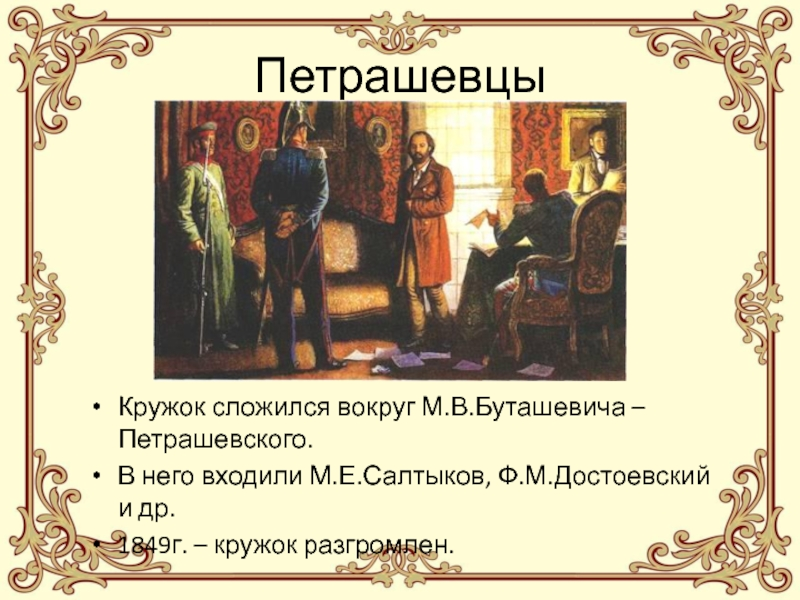 Петрашевцы
• Кружок сложился вокруг М.В.Буташевича –
Петрашевского.
• В него входили М.Е.Салтыков, Ф.М.Достоевский
и др.
• 1849г. – кружок разгромлен.